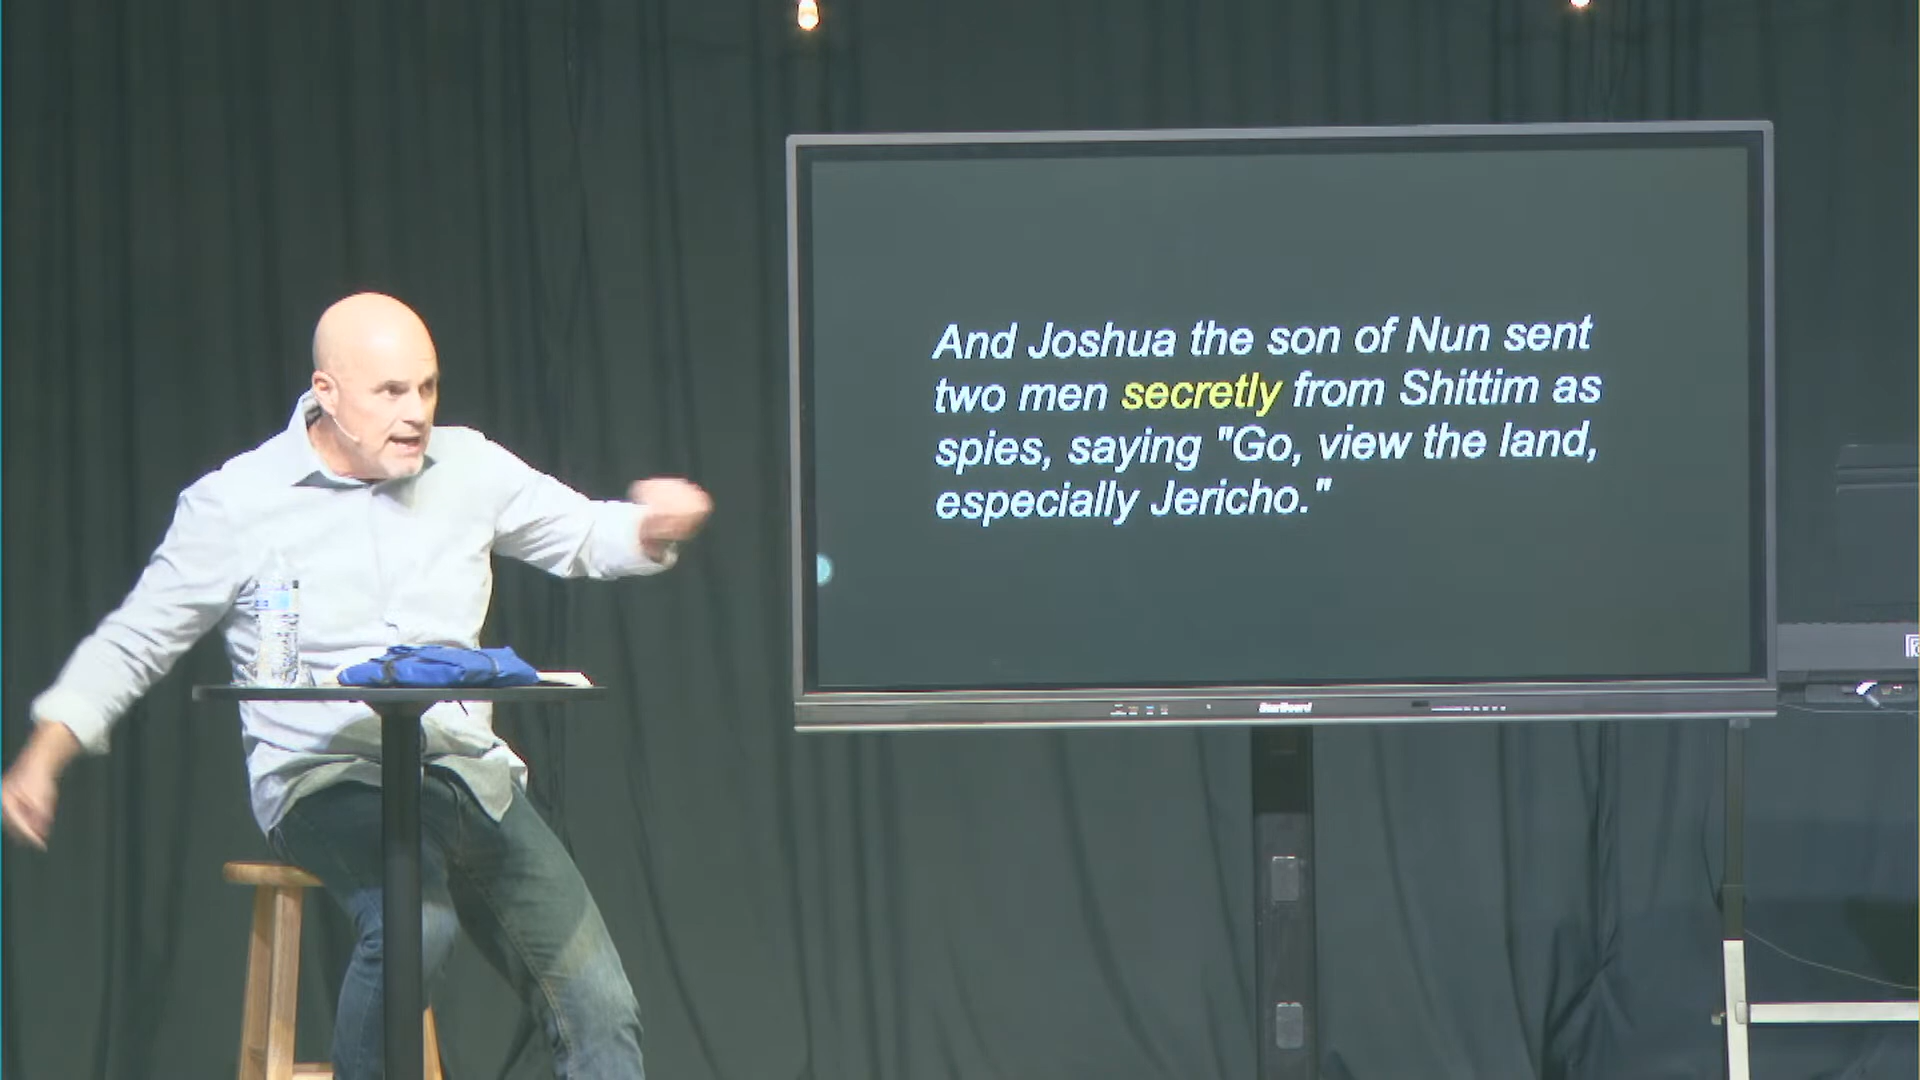 And Joshua the son of Nun sent
two men secretly from Shittim as
spies, saying "Go, view the land,
especially Jericho."
StarBoard